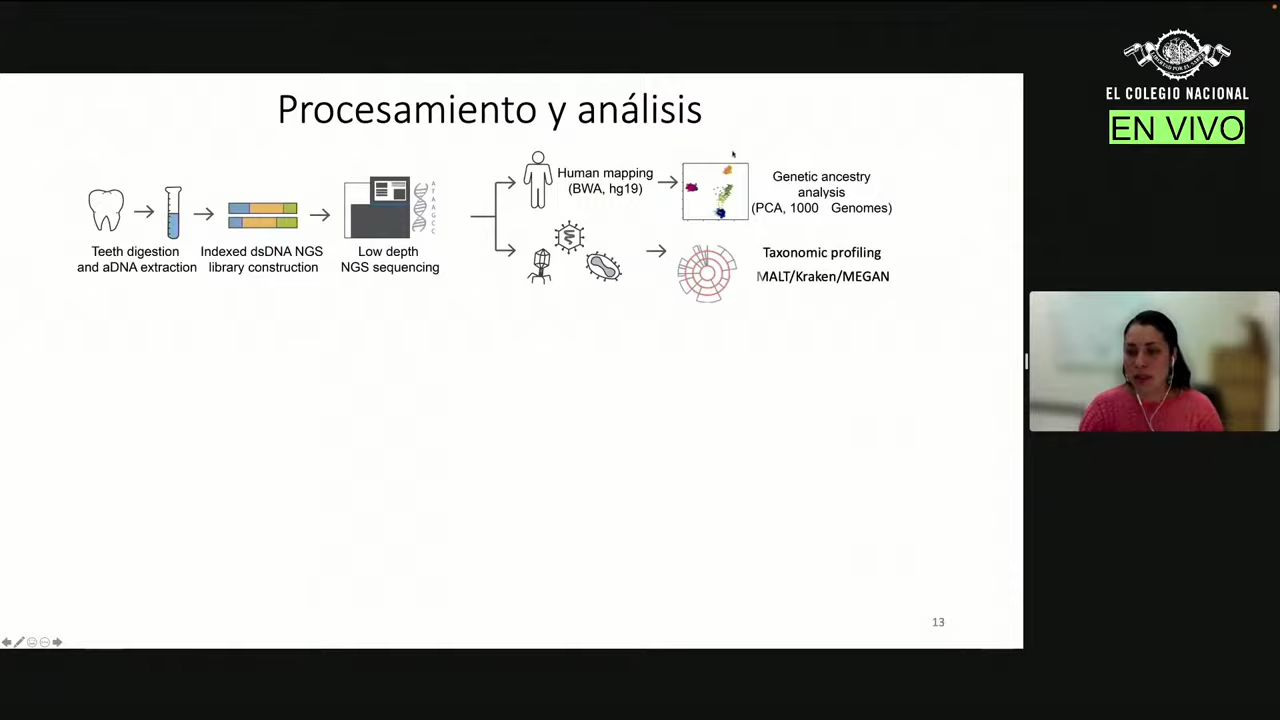 EL COLEGIO NACIONAL
EN VIVO
Procesamiento y análisis
Teeth digestion
and aDNA extraction
Indexed dsDNA NGS
library construction
A
T
A
A
G
C
C
Low depth
NGS sequencing
Human mapping
(BWA, hg19)
Genetic ancestry
analysis
(PCA, 1000 Genomes)
Taxonomic profiling
MALT/Kraken/MEGAN
13